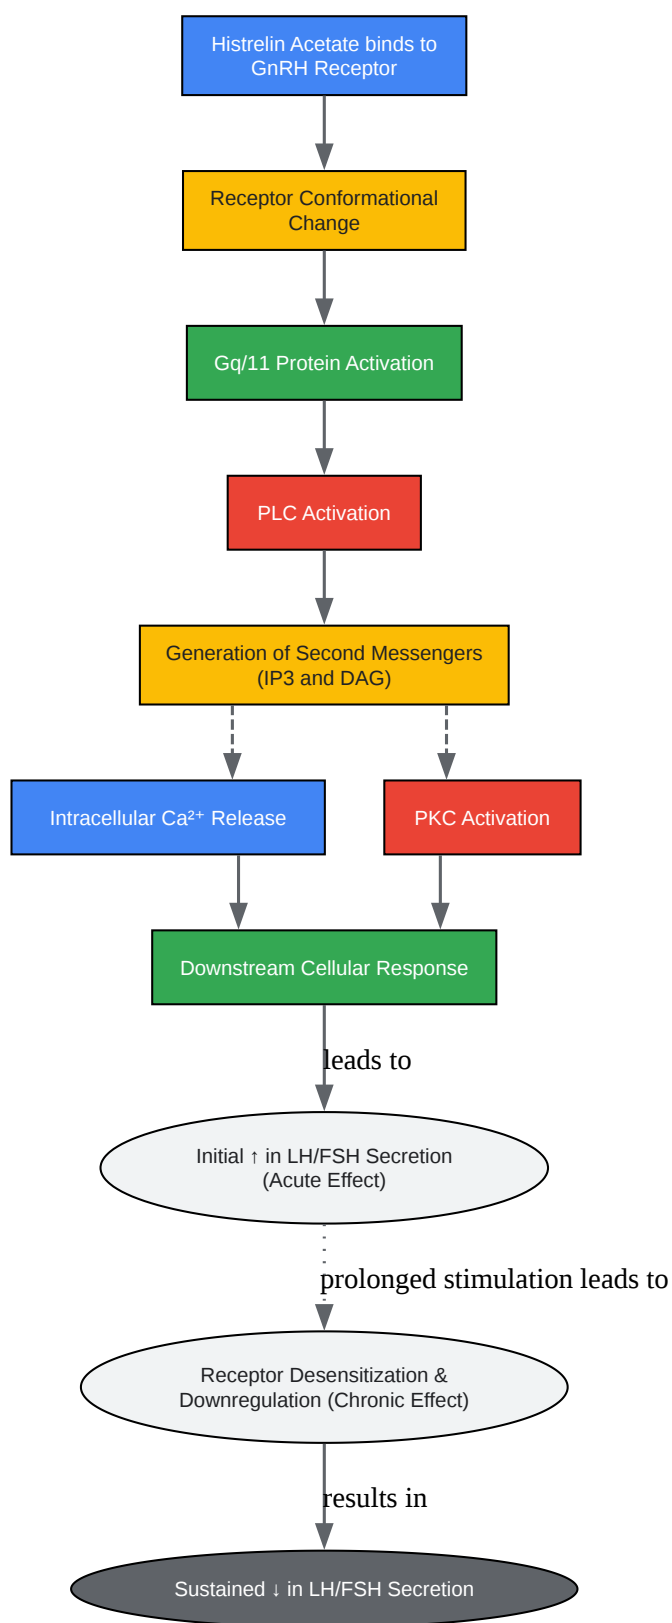 Histrelin Acetate binds to
GnRH Receptor
Receptor Conformational
Change
Gq/11 Protein Activation
PLC Activation
Generation of Second Messengers
(IP3 and DAG)
Intracellular Ca²⁺ Release
PKC Activation
Downstream Cellular Response
leads to
Initial ↑ in LH/FSH Secretion
(Acute Effect)
prolonged stimulation leads to
Receptor Desensitization &
Downregulation (Chronic Effect)
results in
Sustained ↓ in LH/FSH Secretion